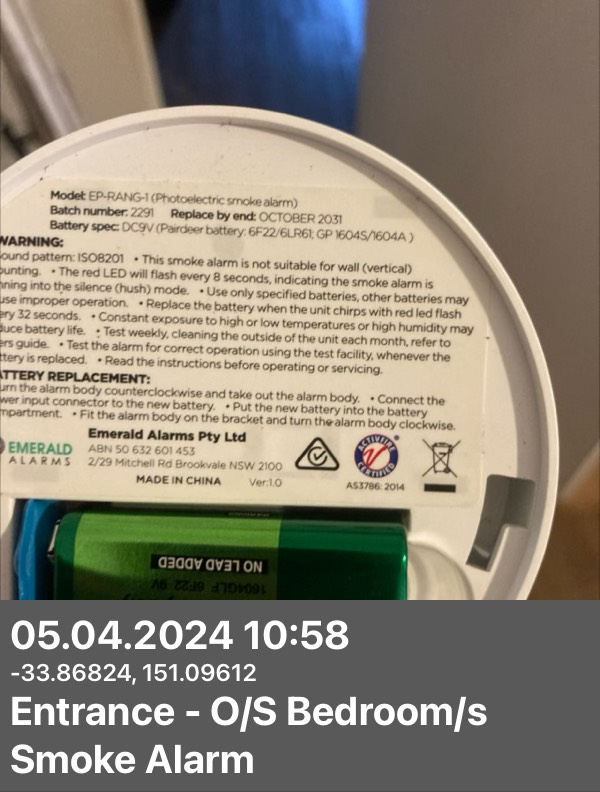 Model: EP-RANG-1 (Photoelectric smoke alarm)
Batch number: 2291 Replace by end: OCTOBER 2031
Battery spec: DC9V (Pairdeer battery: 6F22/6LR61; GP 1604S/1604A )
WARNING:
ound pattern: ISO8201 • This smoke alarm is not suitable for wall (vertical)
ounting. • The red LED will flash every 8 seconds, indicating the smoke alarm is
nning into the silence (hush) mode. • Use only specified batteries, other batteries may
use improper operation. • Replace the battery when the unit chirps with red led flash
ery 32 seconds. • Constant exposure to high or low temperatures or high humidity may
duce battery life. • Test weekly, cleaning the outside of the unit each month, refer to
ers guide. • Test the alarm for correct operation using the test facility, whenever the
ttery is replaced. • Read the instructions before operating or servicing.
ATTERY REPLACEMENT:
urn the alarm body counterclockwise and take out the alarm body. • Connect the
wer input connector to the new battery. • Put the new battery into the battery
mpartment. • Fit the alarm body on the bracket and turn the alarm body clockwise.
EMERALD
ALARMS
Emerald Alarms Pty Ltd
ABN 50 632 601 453
2/29 Mitchell Rd Brookvale NSW 2100
MADE IN CHINA Ver:1.0
ACTIVFIRE
CERTIFIED
AS3786: 2014
NO LEAD ADDED
1604GLF 6F22 9V
05.04.2024 10:58
-33.86824, 151.09612
Entrance - O/S Bedroom/s
Smoke Alarm